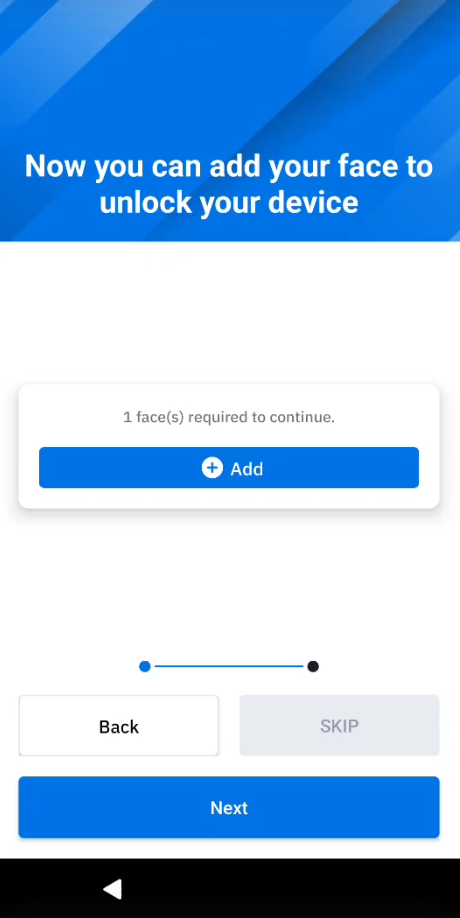 Now you can add your face to
unlock your device
1 face(s) required to continue.
Add
Back
SKIP
Next